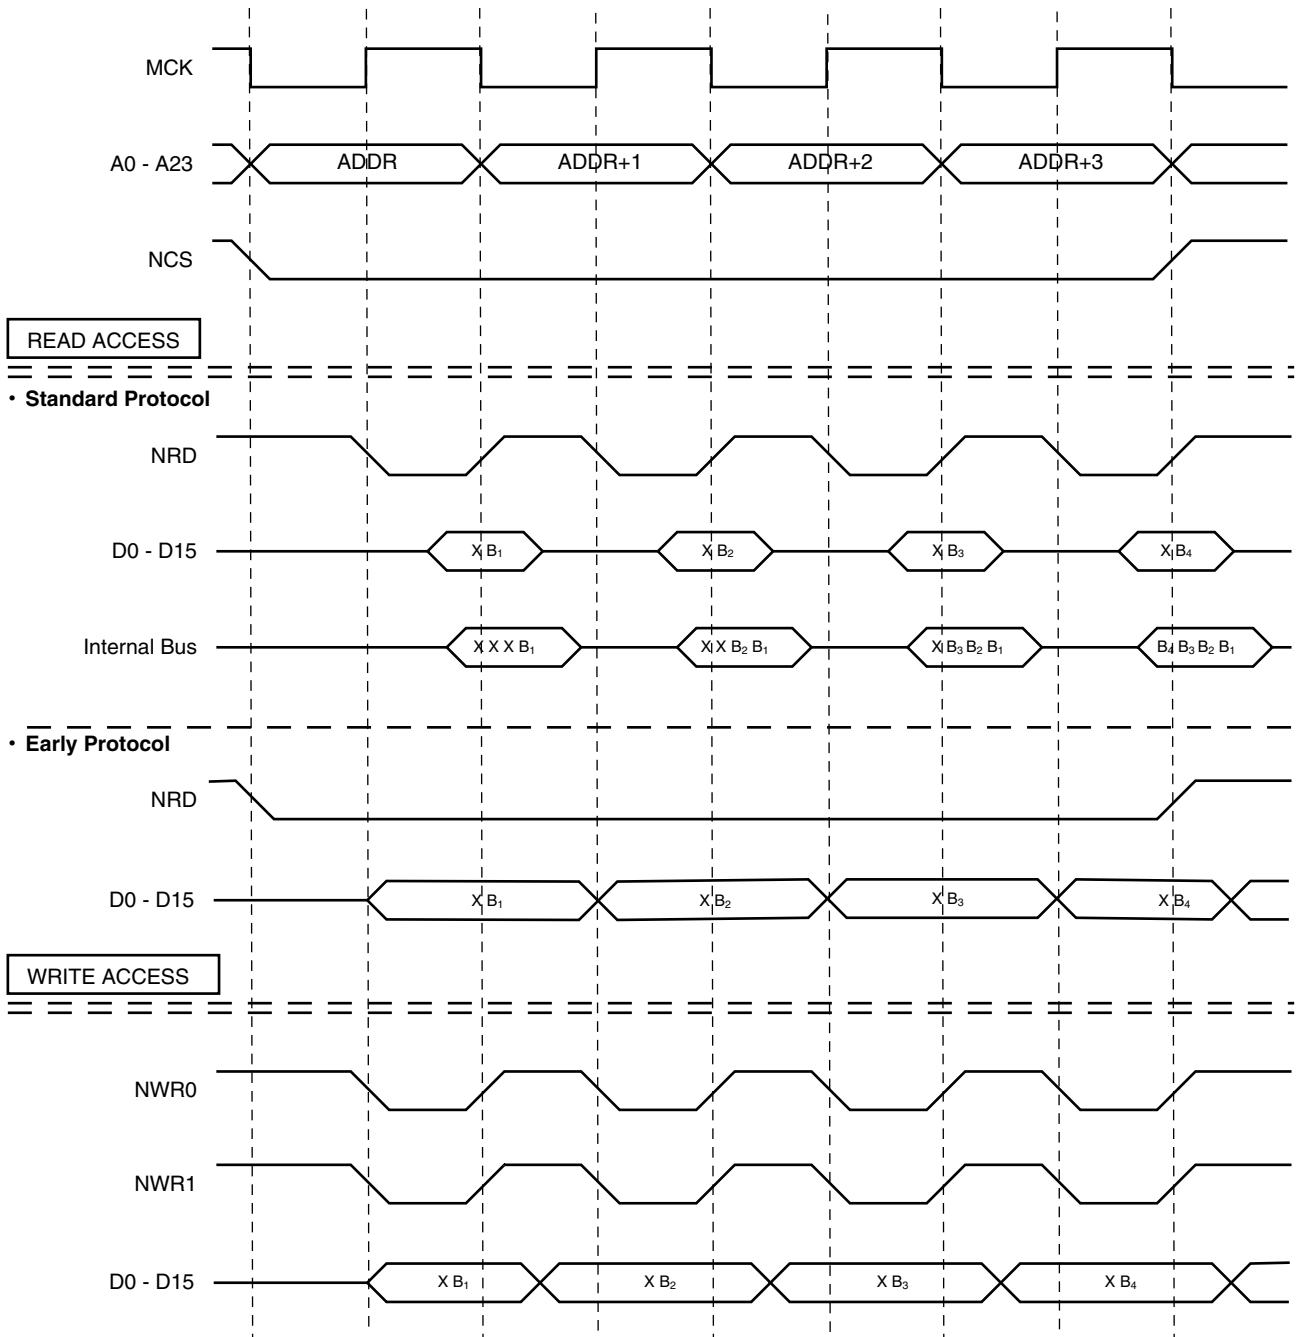 MCK
A0 - A23 ADDR ADDR+1 ADDR+2 ADDR+3
NCS
READ ACCESS
• Standard Protocol
NRD
D0 - D15 X B1 X B2 X B3 X B4
Internal Bus X X X B1 X X B2 B1 X B3 B2 B1 B4 B3 B2 B1
• Early Protocol
NRD
D0 - D15 X B1 X B2 X B3 X B4
WRITE ACCESS
NWR0
NWR1
D0 - D15 X B1 X B2 X B3 X B4